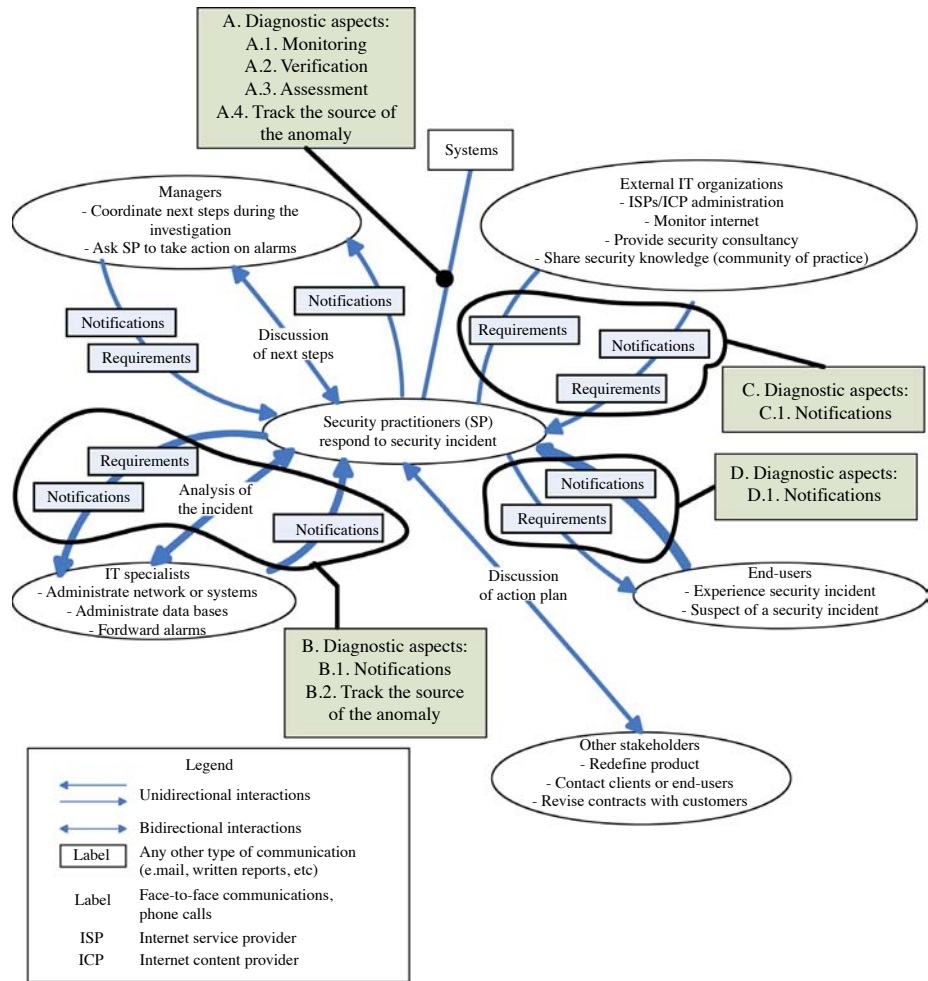 A. Diagnostic aspects:
A.1. Monitoring
A.2. Verification
A.3. Assessment
A.4. Track the source of
the anomaly
Systems
Managers
- Coordinate next steps during the
investigation
- Ask SP to take action on alarms
External IT organizations
- ISPs/ICP administration
- Monitor internet
- Provide security consultancy
- Share security knowledge (community of practice)
Notifications
Requirements
Discussion
of next steps
Notifications
Requirements
Notifications
Requirements
C. Diagnostic aspects:
C.1. Notifications
Security practitioners (SP)
respond to security incident
Requirements
Notifications
Analysis of
the incident
Notifications
Notifications
Requirements
D. Diagnostic aspects:
D.1. Notifications
IT specialists
- Administrate network or systems
- Administrate data bases
- Fordward alarms
Discussion
of action plan
End-users
- Experience security incident
- Suspect of a security incident
B. Diagnostic aspects:
B.1. Notifications
B.2. Track the source
of the anomaly
Other stakeholders
- Redefine product
- Contact clients or end-users
- Revise contracts with customers
Legend
Unidirectional interactions
Bidirectional interactions
Label Any other type of communication
(e.mail, written reports, etc)
Label Face-to-face communications,
phone calls
ISP Internet service provider
ICP Internet content provider